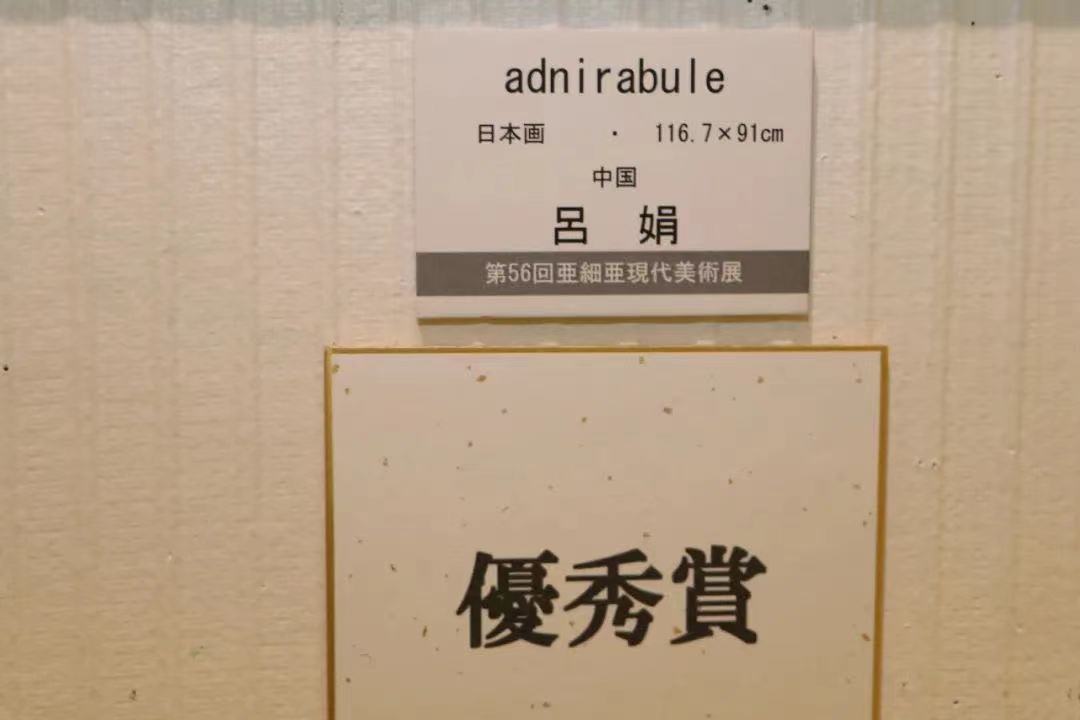 adnirabule
日本画 ・ 116.7×91cm
中国
呂 娟
第56回亜細亜現代美術展
優秀賞